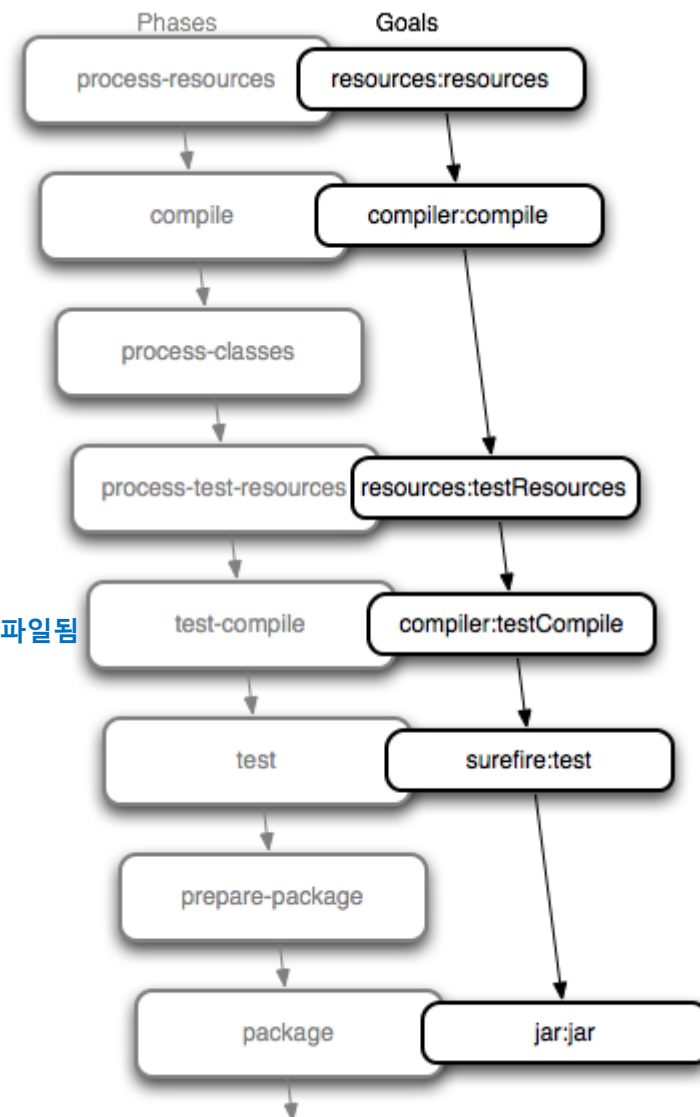 Phases Goals
process-resources resources:resources
compile compiler:compile
process-classes
process-test-resources resources:testResources
파일됨 test-compile compiler:testCompile
test surefire:test
prepare-package
package jar:jar